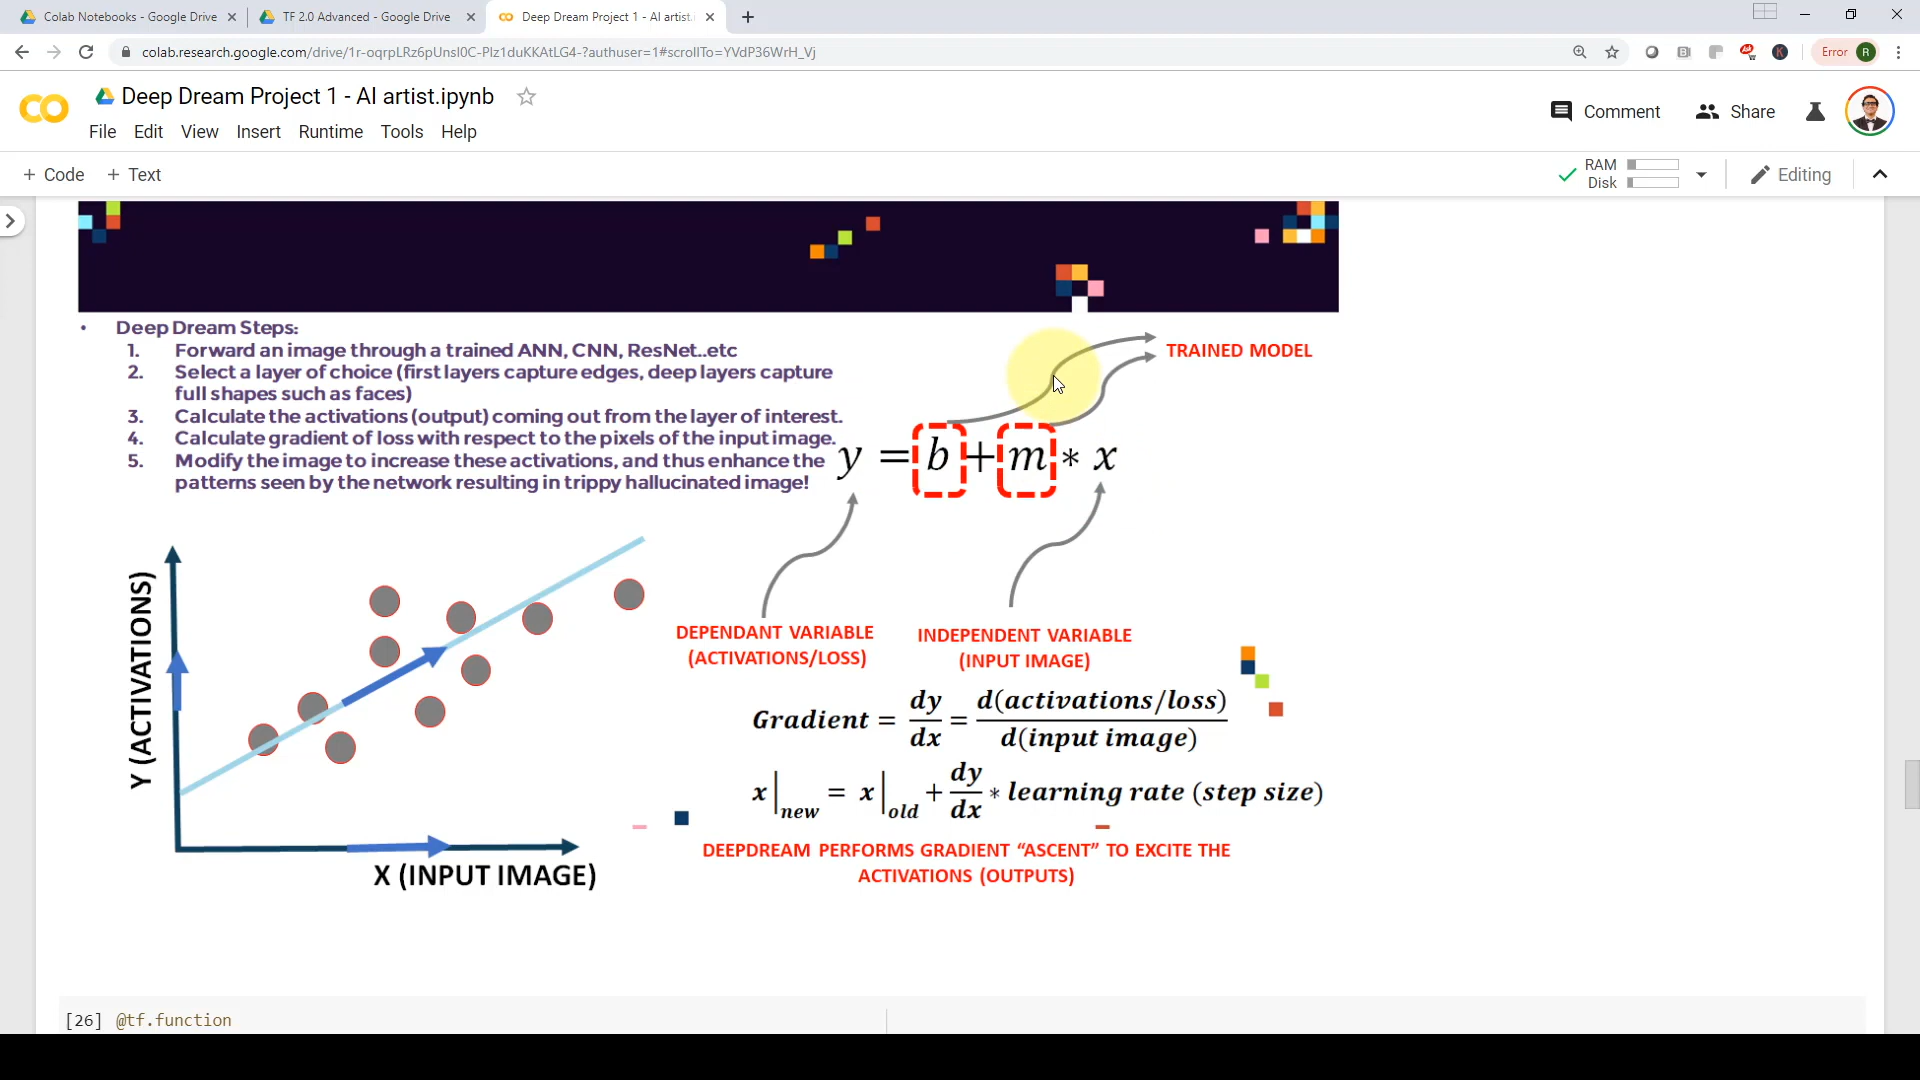 Colab Notebooks - Google Drive
TF 2.0 Advanced - Google Drive
Deep Dream Project 1 - AI artist.
colab.research.google.com/drive/1r-oqrpLRz6pUnsI0C-Plz1duKKAtLG4-?authuser=1#scrollTo=YVdP36WrH_Vj
Error R
Deep Dream Project 1 - AI artist.ipynb
File Edit View Insert Runtime Tools Help
Comment
Share
+ Code + Text
RAM
Disk
Editing
• Deep Dream Steps:
1. Forward an image through a trained ANN, CNN, ResNet..etc
2. Select a layer of choice (first layers capture edges, deep layers capture
full shapes such as faces)
3. Calculate the activations (output) coming out from the layer of interest.
4. Calculate gradient of loss with respect to the pixels of the input image.
5. Modify the image to increase these activations, and thus enhance the
patterns seen by the network resulting in trippy hallucinated image!
TRAINED MODEL
y = b + m * x
DEPENDANT VARIABLE
(ACTIVATIONS/LOSS)
INDEPENDENT VARIABLE
(INPUT IMAGE)
Y (ACTIVATIONS)
X (INPUT IMAGE)
Gradient = dy/dx = d(activations/loss)/d(input image)
x|new = x|old + dy/dx * learning rate (step size)
DEEPDREAM PERFORMS GRADIENT “ASCENT” TO EXCITE THE
ACTIVATIONS (OUTPUTS)
[26] @tf.function